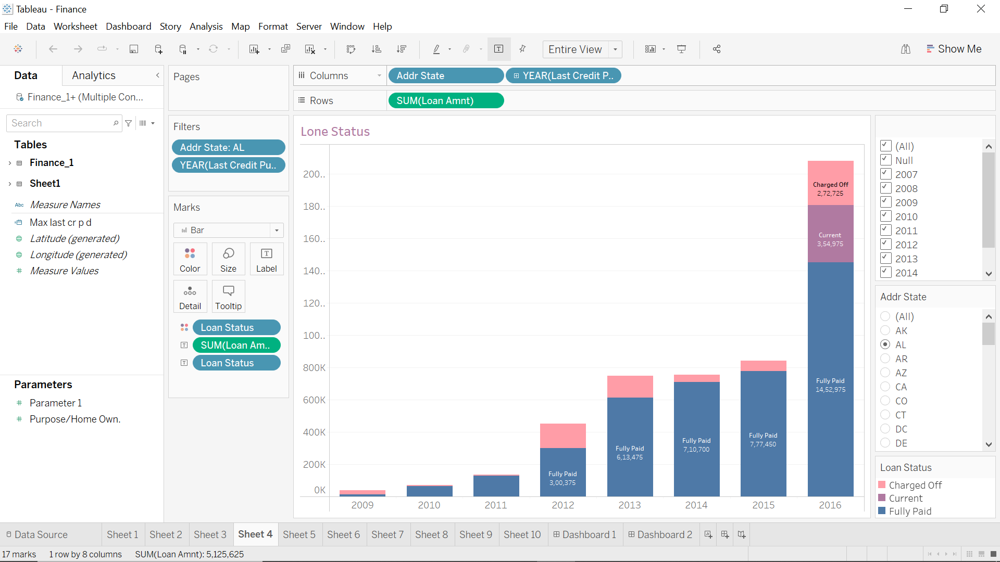 Tableau - Finance
File Data Worksheet Dashboard Story Analysis Map Format Server Window Help
Entire View
Show Me
Data
Analytics
Finance_1+ (Multiple Con...
Search
Tables
Finance_1
Sheet1
Abc Measure Names
Max last cr p d
Latitude (generated)
Longitude (generated)
# Measure Values
Parameters
# Parameter 1
# Purpose/Home Own.
Pages
Filters
Addr State: AL
YEAR(Last Credit Pu..
Marks
Bar
Color
Size
Label
Detail
Tooltip
Loan Status
SUM(Loan Am..
Loan Status
Columns
Addr State
YEAR(Last Credit P..
Rows
SUM(Loan Amnt)
Lone Status
200..
180..
160..
140..
120..
100..
800K
600K
400K
200K
0K
Fully Paid
3,00,375
Fully Paid
6,13,475
Fully Paid
7,10,700
Fully Paid
7,77,450
Charged Off
2,72,725
Current
3,54,975
Fully Paid
14,52,975
2009 2010 2011 2012 2013 2014 2015 2016
(All)
Null
2007
2008
2009
2010
2011
2012
2013
2014
Addr State
(All)
AK
AL
AR
AZ
CA
CO
CT
DC
DE
Loan Status
Charged Off
Current
Fully Paid
Data Source Sheet 1 Sheet 2 Sheet 3 Sheet 4 Sheet 5 Sheet 6 Sheet 7 Sheet 8 Sheet 9 Sheet 10 Dashboard 1 Dashboard 2
17 marks 1 row by 8 columns SUM(Loan Amnt): 5,125,625